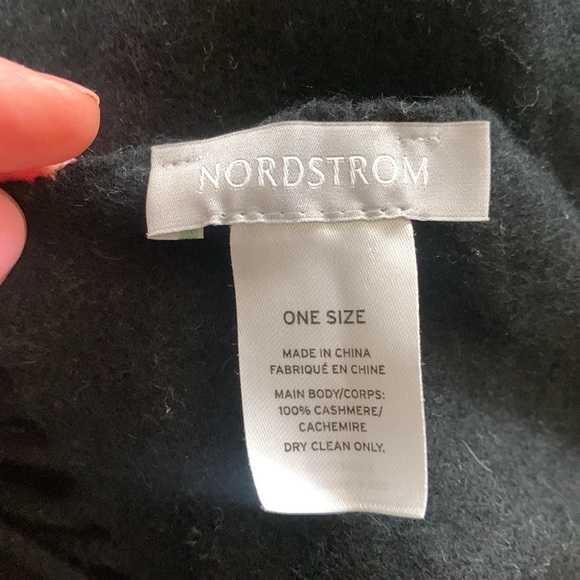 NORDSTROM
ONE SIZE
MADE IN CHINA
FABRIQUÉ EN CHINE
MAIN BODY/CORPS:
100% CASHMERE/
CACHEMIRE
DRY CLEAN ONLY.